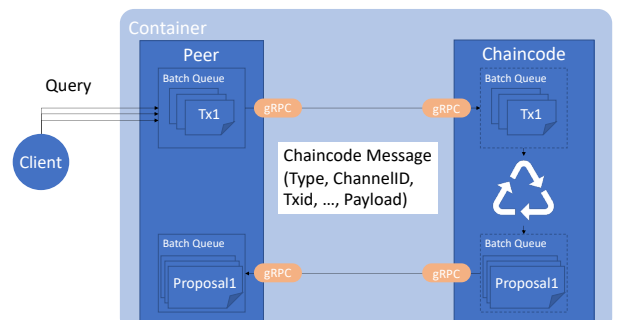 Container
Peer
Chaincode
Batch Queue
Batch Queue
Query
Tx1
gRPC
gRPC
Tx1
Client
Chaincode Message
(Type, ChannelID,
Txid, …, Payload)
Batch Queue
Batch Queue
gRPC
gRPC
Proposal1
Proposal1